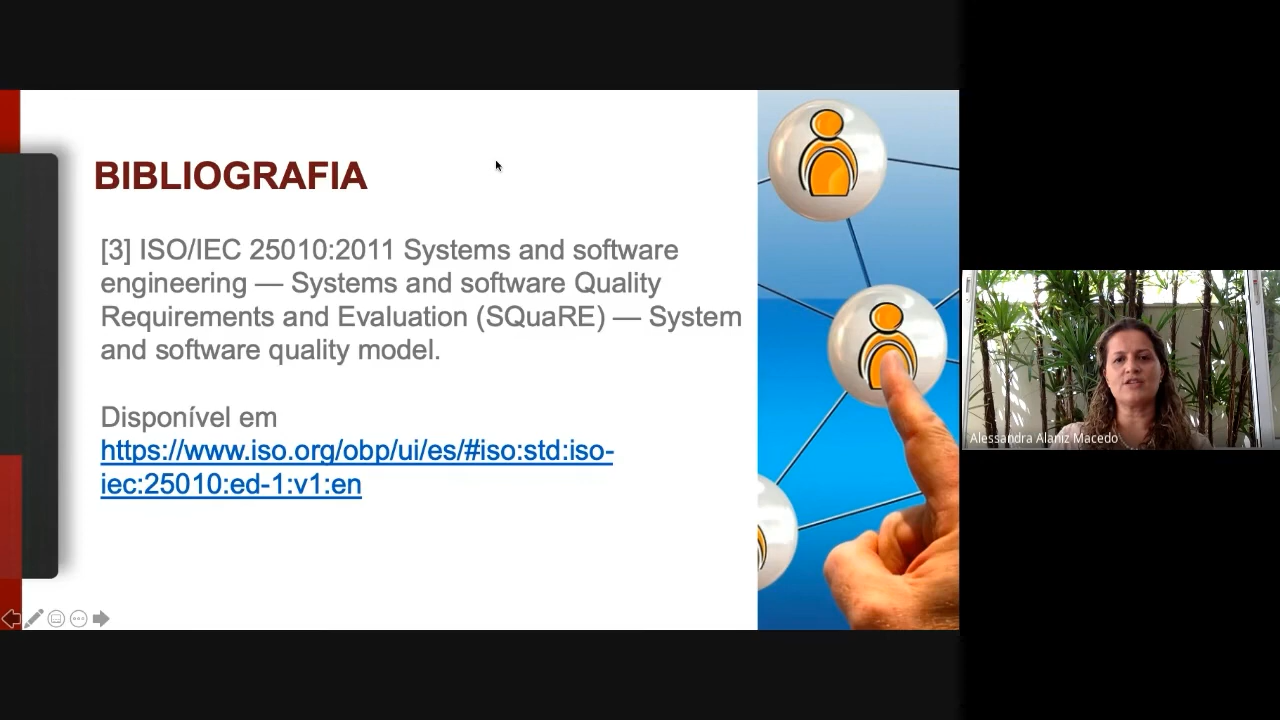 BIBLIOGRAFIA
[3] ISO/IEC 25010:2011 Systems and software
engineering — Systems and software Quality
Requirements and Evaluation (SQuaRE) — System
and software quality model.
Disponível em
https://www.iso.org/obp/ui/es/#iso:std:iso-
iec:25010:ed-1:v1:en
Alessandra Alaniz Macedo